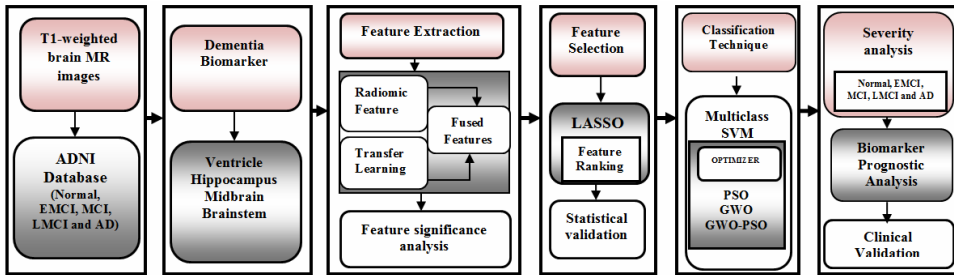 T1-weighted
brain MR
images
ADNI
Database
(Normal,
EMCI, MCI,
LMCI and AD)
Dementia
Biomarker
Ventricle
Hippocampus
Midbrain
Brainstem
Feature Extraction
Radiomic
Feature
Transfer
Learning
Fused
Features
Feature significance
analysis
Feature
Selection
LASSO
Feature
Ranking
Statistical
validation
Classification
Technique
Multiclass
SVM
OPTIMIZER
PSO
GWO
GWO-PSO
Severity
analysis
Normal, EMCI,
MCI, LMCI and AD
Biomarker
Prognostic
Analysis
Clinical
Validation